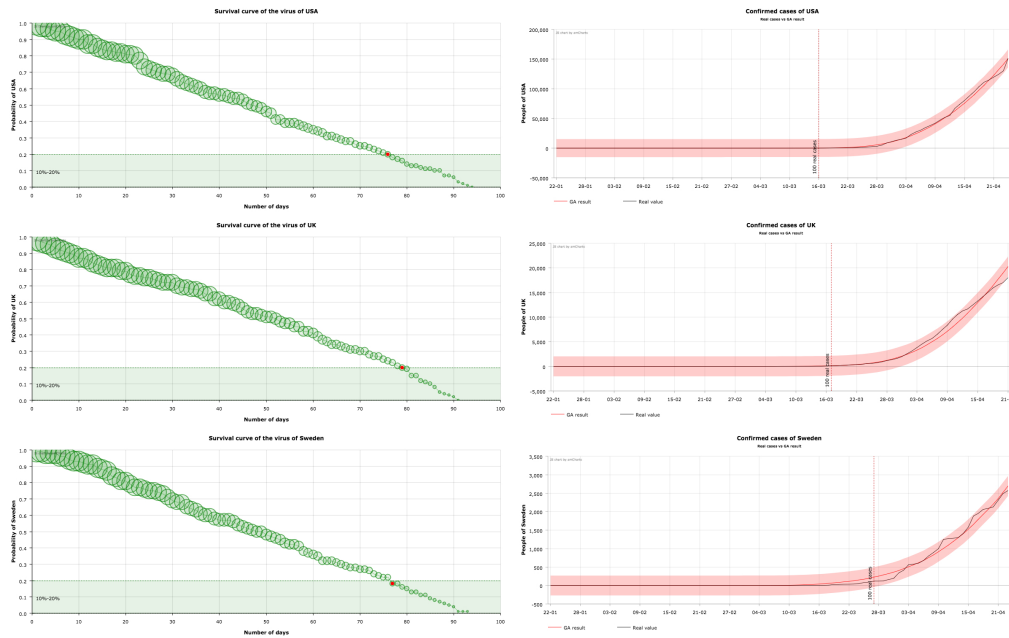 Survival curve of the virus of USA
Probability of USA
1.0
0.9
0.8
0.7
0.6
0.5
0.4
0.3
0.2
0.1
0.0
10%-20%
0 10 20 30 40 50 60 70 80 90 100
Number of days
Confirmed cases of USA
Real cases vs GA result
People of USA
200,000
150,000
100,000
50,000
0
-50,000
100 real cases
22-01 28-01 03-02 09-02 15-02 21-02 27-02 04-03 10-03 16-03 22-03 28-03 03-04 09-04 15-04 21-04
GA result Real value
Survival curve of the virus of UK
Probability of UK
1.0
0.9
0.8
0.7
0.6
0.5
0.4
0.3
0.2
0.1
0.0
10%-20%
0 10 20 30 40 50 60 70 80 90 100
Number of days
Confirmed cases of UK
Real cases vs GA result
People of UK
25,000
20,000
15,000
10,000
5,000
0
-5,000
100 real cases
22-01 28-01 03-02 09-02 15-02 21-02 27-02 04-03 10-03 16-03 22-03 28-03 03-04 09-04 15-04 21-
GA result Real value
Survival curve of the virus of Sweden
Probability of Sweden
1.0
0.9
0.8
0.7
0.6
0.5
0.4
0.3
0.2
0.1
0.0
10%-20%
0 10 20 30 40 50 60 70 80 90 100
Number of days
Confirmed cases of Sweden
Real cases vs GA result
People of Sweden
3,500
3,000
2,500
2,000
1,500
1,000
500
0
-500
100 real cases
22-01 28-01 03-02 09-02 15-02 21-02 27-02 04-03 10-03 16-03 22-03 28-03 03-04 09-04 15-04 21-04
GA result Real value